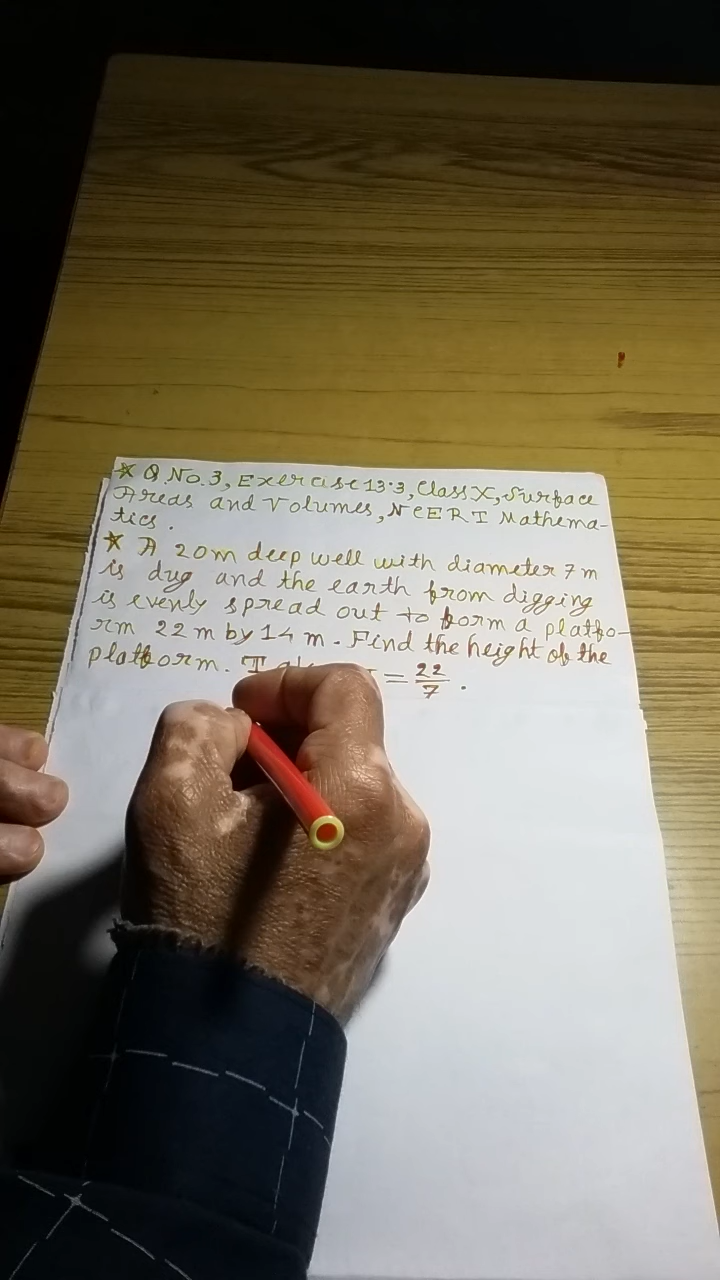 * Q No. 3, Exercise 13.3, Class X, Surface
Areas and Volumes, NCERT Mathema-
tics.
* A 20m deep well with diameter 7m
is dug and the earth from digging
is evenly spread out to form a platfo-
rm 22 m by 14 m. Find the height of the
platform. = 22/7 .